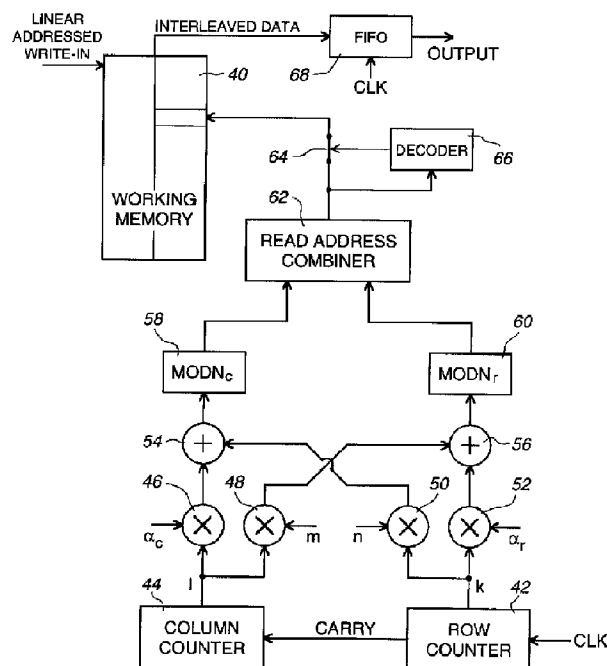 LINEAR
ADDRESSED
WRITE-IN
INTERLEAVED DATA
FIFO
OUTPUT
40
68
CLK
64
DECODER
66
WORKING
MEMORY
62
READ ADDRESS
COMBINER
58
60
MODNc
MODNr
54
+
+
56
46
48
50
52
αc
×
×
m
n
×
×
αr
l
k
44
42
COLUMN
COUNTER
CARRY
ROW
COUNTER
CLK